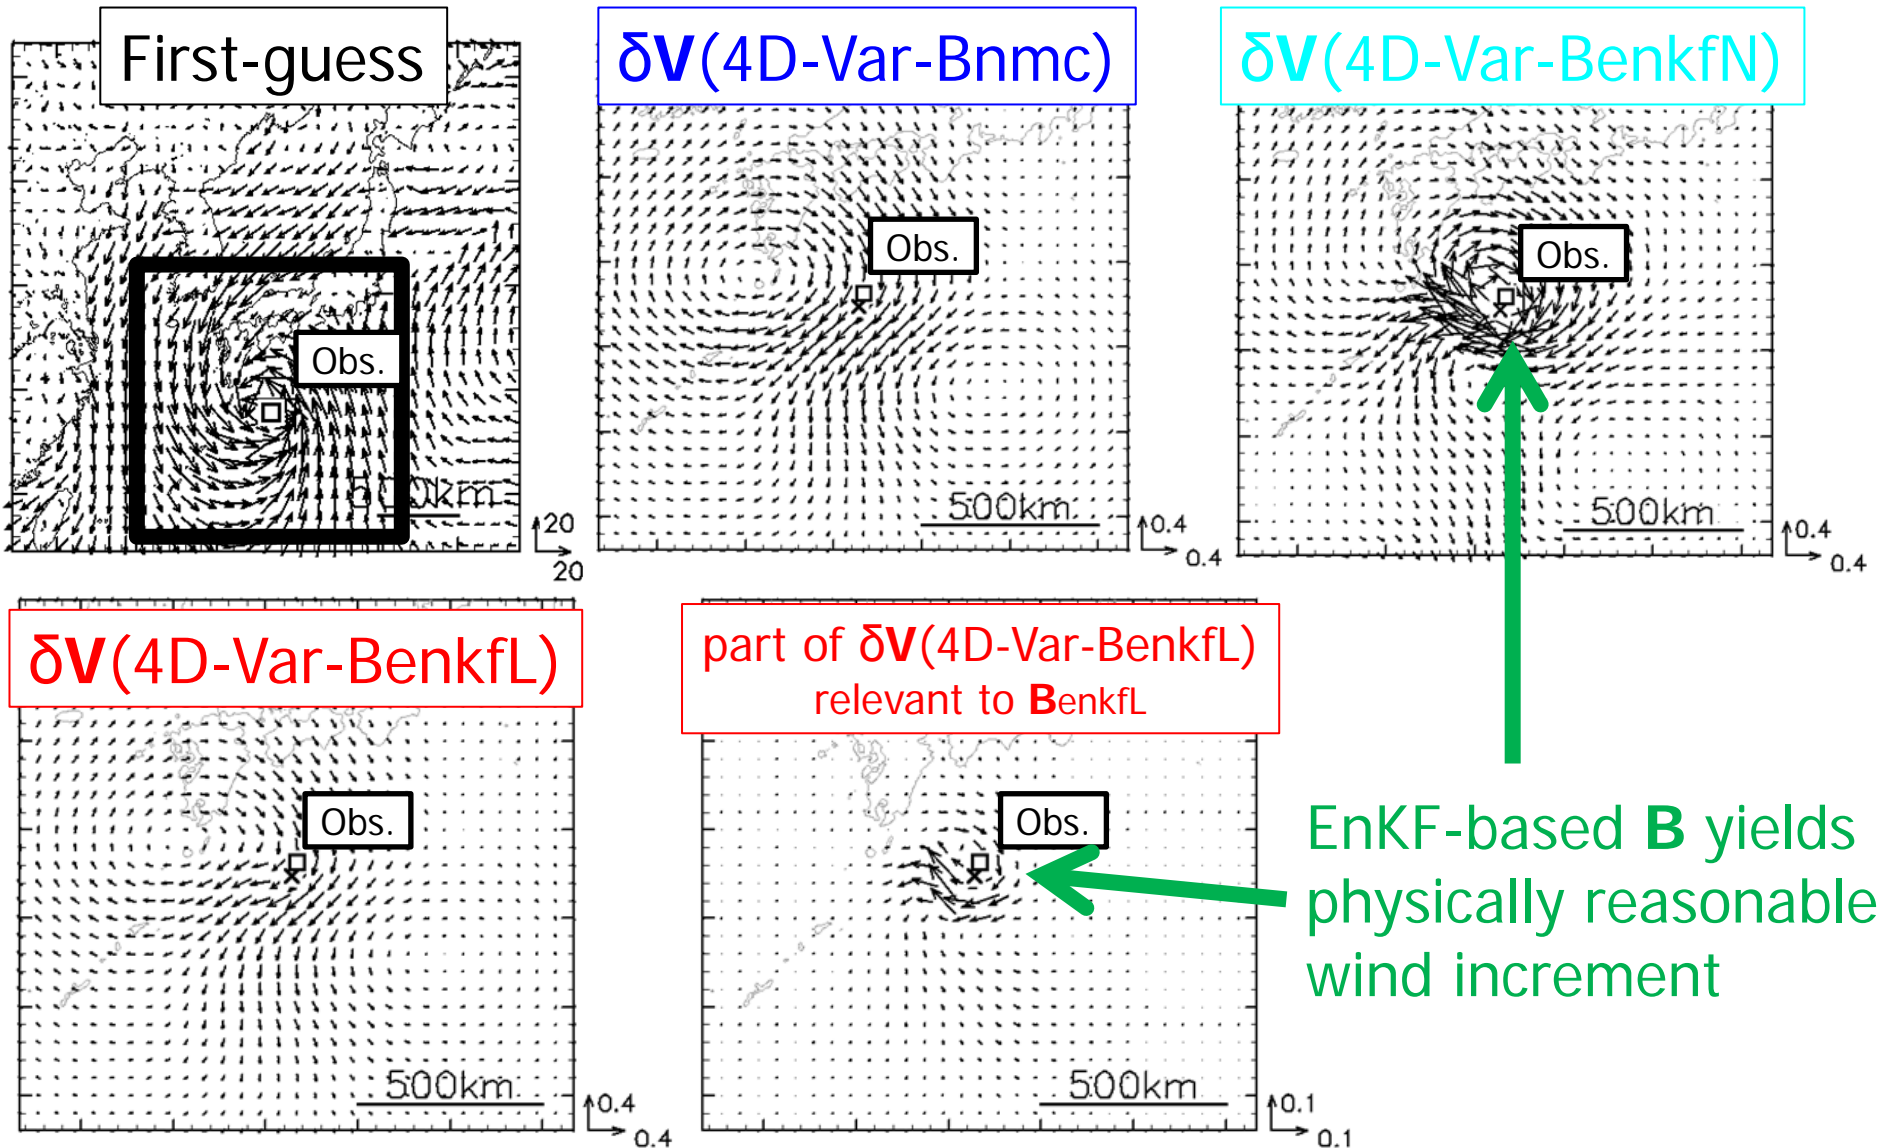 First-guess
Obs.
500km
20
20
δV(4D-Var-Bnmc)
Obs.
500km
0.4
0.4
δV(4D-Var-BenkfN)
Obs.
500km
0.4
0.4
δV(4D-Var-BenkfL)
Obs.
500km
0.4
0.4
part of δV(4D-Var-BenkfL)
relevant to BenkfL
Obs.
500km
0.1
0.1
EnKF-based B yields
physically reasonable
wind increment